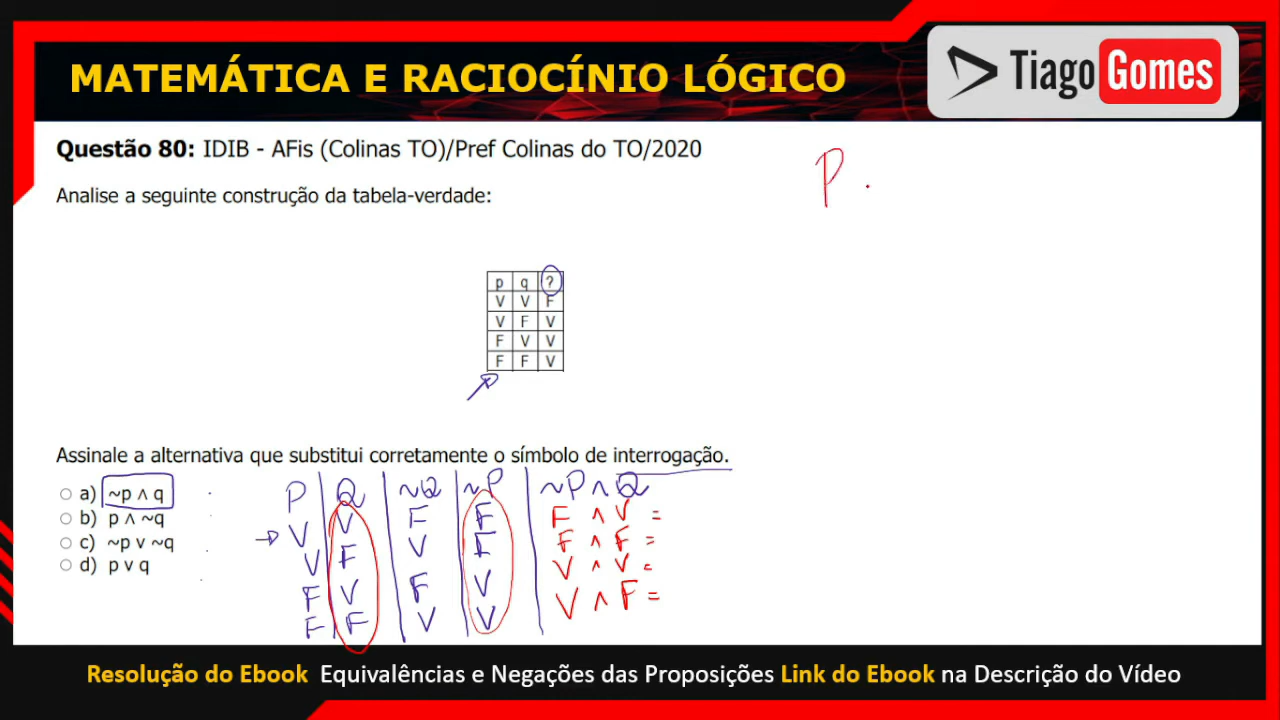 MATEMÁTICA E RACIOCÍNIO LÓGICO
Tiago Gomes
Questão 80: IDIB - AFis (Colinas TO)/Pref Colinas do TO/2020
P .
Analise a seguinte construção da tabela-verdade:
p q ?
V V F
V F V
F V V
F F V
Assinale a alternativa que substitui corretamente o símbolo de interrogação.
a) ~p ∧ q
b) p ∧ ~q
c) ~p v ~q
d) p v q
P Q ~Q ~P ~P ∧ Q
V V F F F ∧ V =
V F V F F ∧ F =
F V F V V ∧ V =
F F V V V ∧ F =
Resolução do Ebook Equivalências e Negações das Proposições Link do Ebook na Descrição do Vídeo